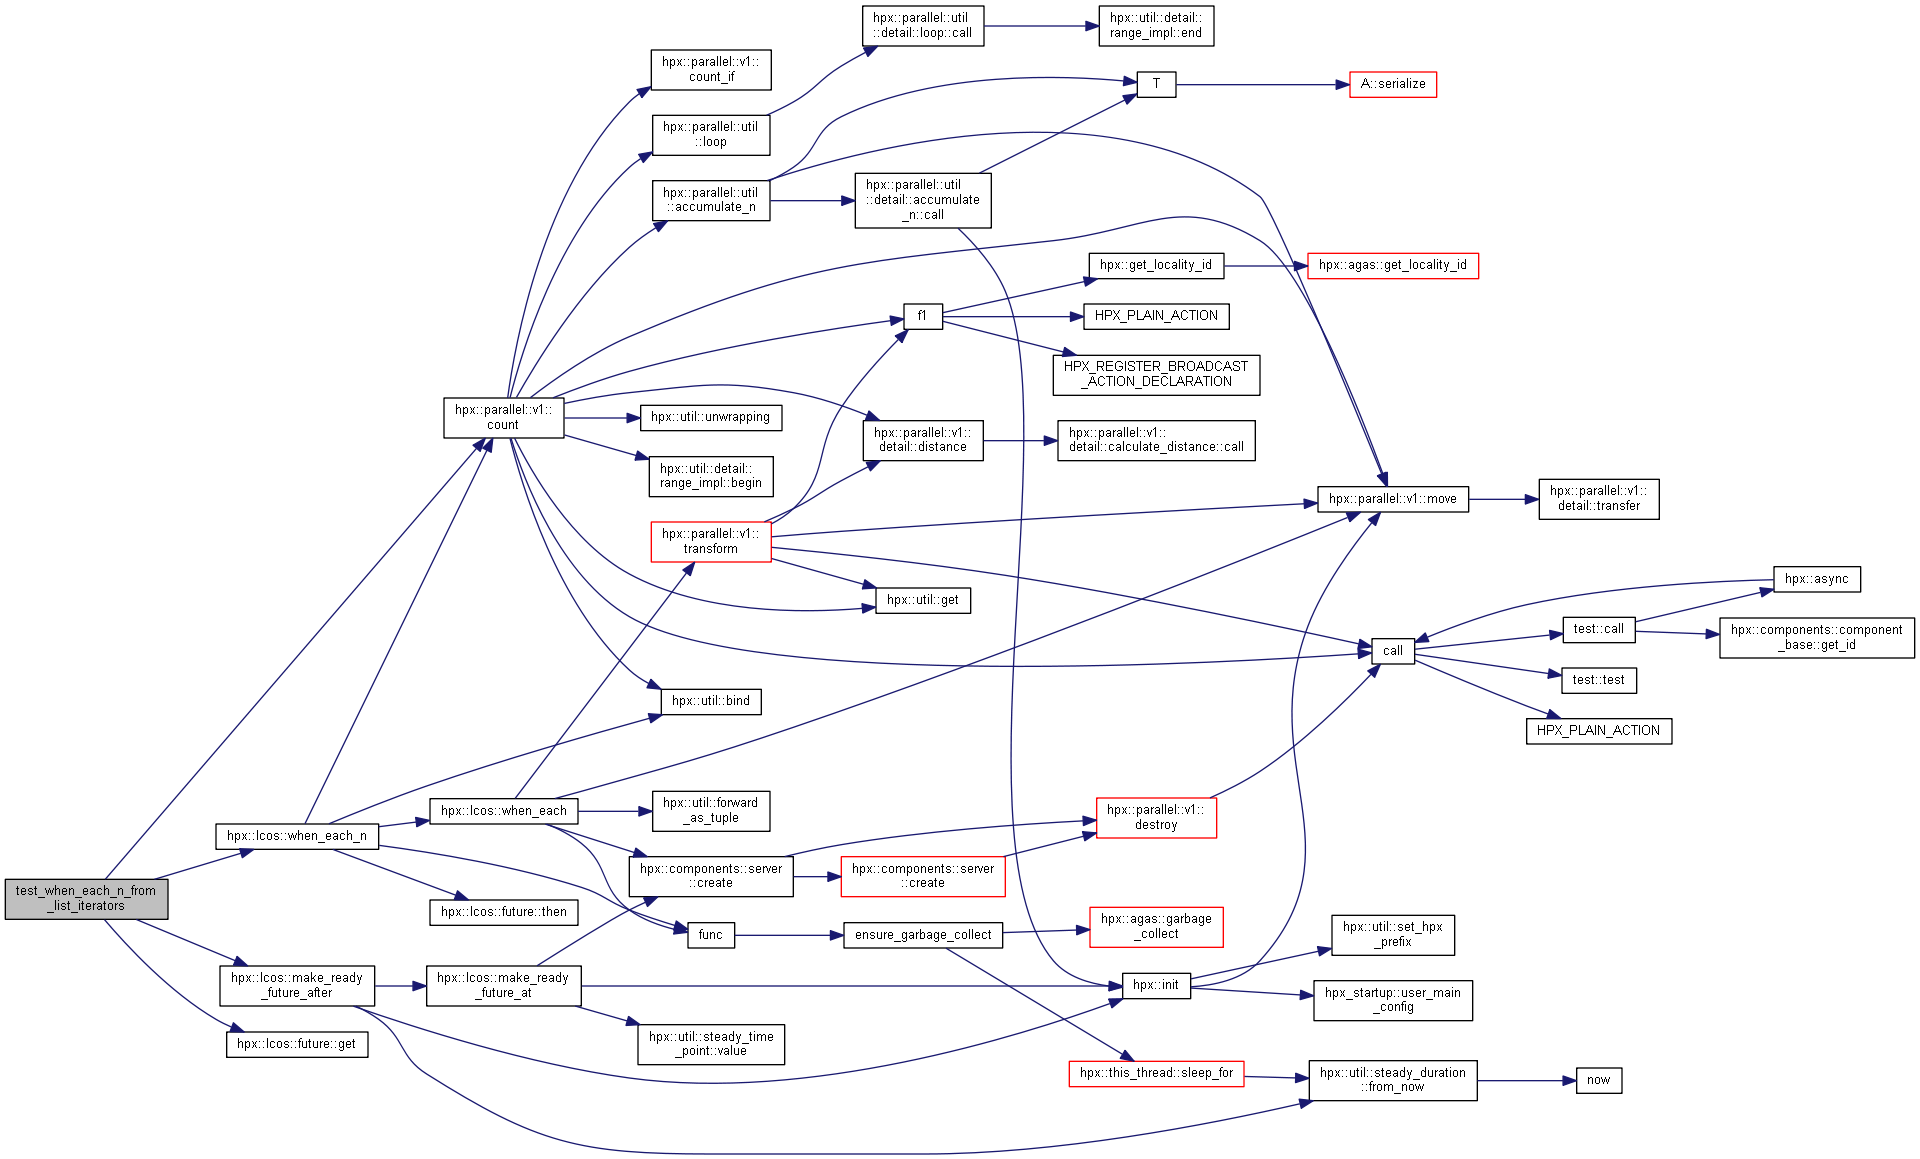 test_when_each_n_from
_list_iterators
hpx::lcos::when_each_n
hpx::lcos::make_ready
_future_after
hpx::lcos::future::get
hpx::parallel::v1::
count
hpx::lcos::when_each
hpx::lcos::future::then
hpx::lcos::make_ready
_future_at
hpx::parallel::v1::
count_if
hpx::parallel::util
::loop
hpx::parallel::util
::accumulate_n
hpx::util::unwrapping
hpx::util::detail::
range_impl::begin
hpx::parallel::v1::
transform
hpx::util::bind
hpx::util::forward
_as_tuple
hpx::components::server
::create
func
hpx::util::steady_time
_point::value
hpx::parallel::util
::detail::loop::call
hpx::parallel::util
::detail::accumulate
_n::call
f1
hpx::parallel::v1::
detail::distance
hpx::util::get
hpx::components::server
::create
ensure_garbage_collect
hpx::util::detail::
range_impl::end
T
hpx::get_locality_id
HPX_PLAIN_ACTION
HPX_REGISTER_BROADCAST
_ACTION_DECLARATION
hpx::parallel::v1::
detail::calculate_distance::call
hpx::parallel::v1::
destroy
hpx::agas::garbage
_collect
hpx::init
hpx::this_thread::sleep_for
A::serialize
hpx::agas::get_locality_id
hpx::parallel::v1::move
call
hpx::util::set_hpx
_prefix
hpx_startup::user_main
_config
hpx::util::steady_duration
::from_now
hpx::parallel::v1::
detail::transfer
test::call
test::test
HPX_PLAIN_ACTION
now
hpx::async
hpx::components::component
_base::get_id